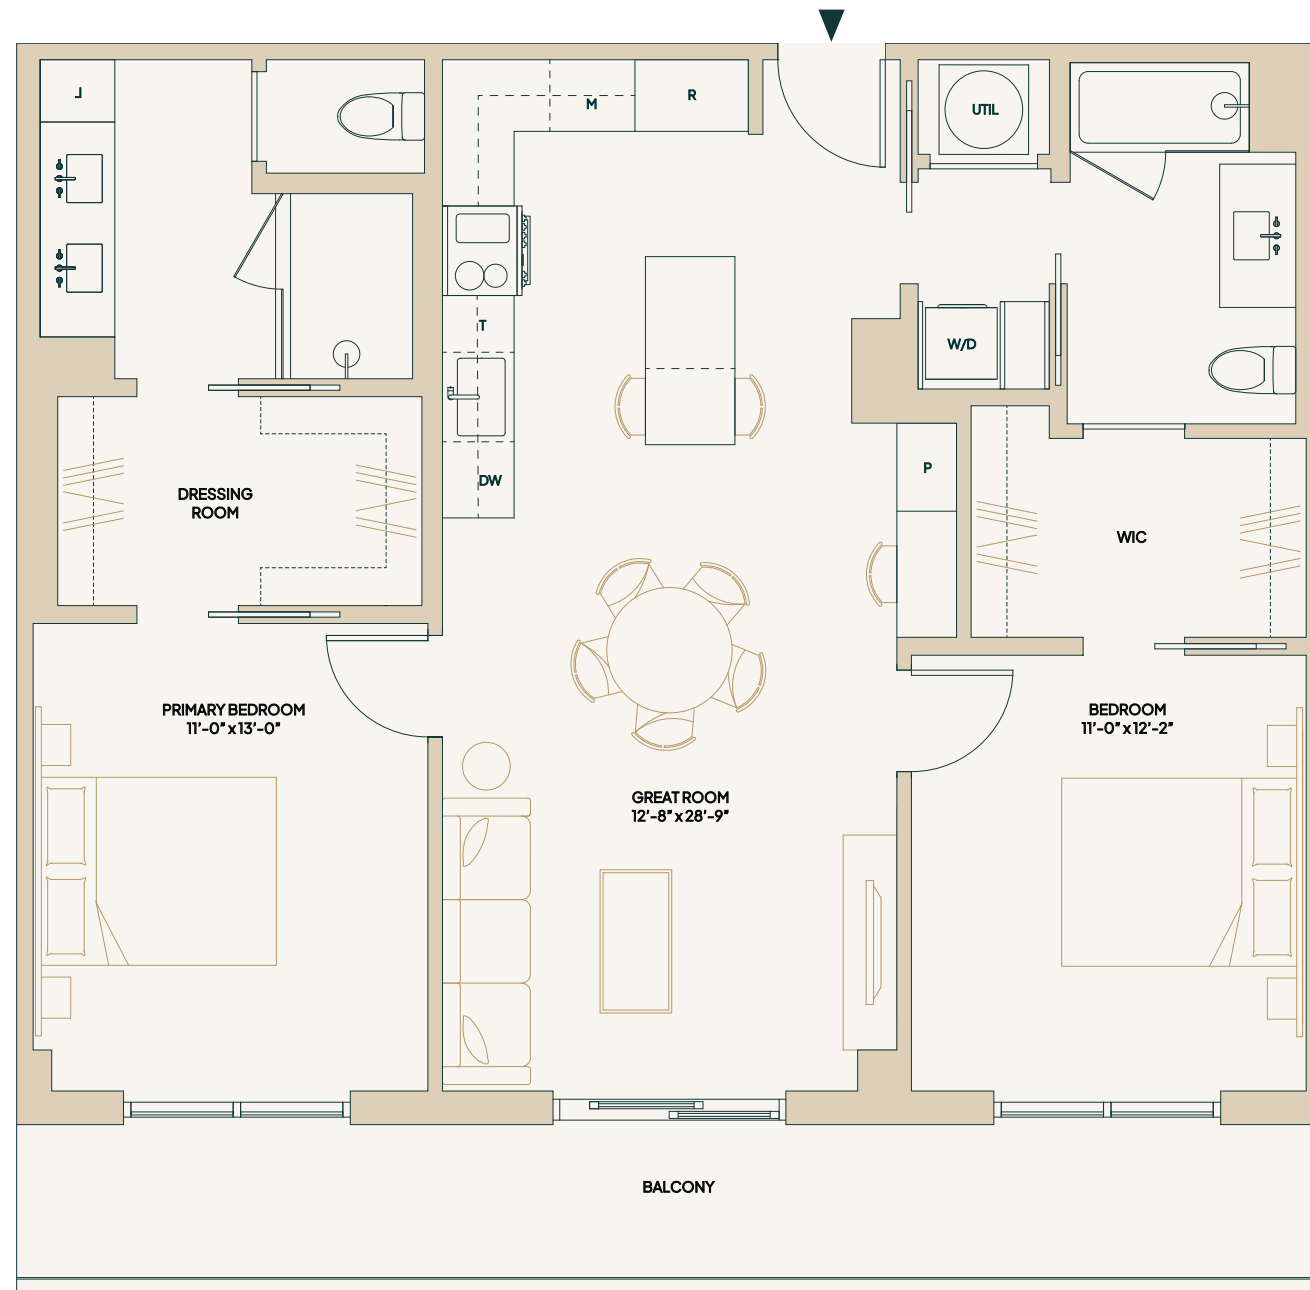 L
M
R
UTIL
T
W/D
P
DW
DRESSING
ROOM
WIC
PRIMARY BEDROOM
11’-0” x 13’-0”
BEDROOM
11’-0” x 12’-2”
GREAT ROOM
12’-8” x 28’-9”
BALCONY